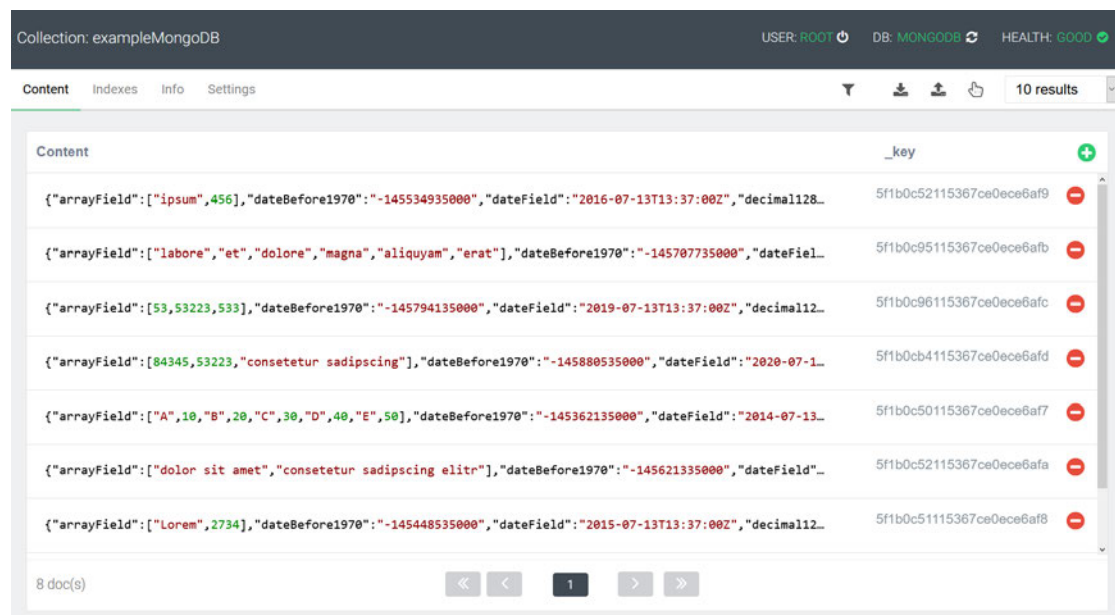 Collection: exampleMongoDB USER: ROOT DB: MONGODB HEALTH: GOOD
Content Indexes Info Settings 10 results
Content _key
{"arrayField":["ipsum",456],"dateBefore1970":"-145534935000","dateField":"2016-07-13T13:37:00Z","decimal128… 5f1b0c52115367ce0ece6af9
{"arrayField":["labore","et","dolore","magna","aliquyam","erat"],"dateBefore1970":"-145707735000","dateFiel… 5f1b0c95115367ce0ece6afb
{"arrayField":[53,53223,533],"dateBefore1970":"-145794135000","dateField":"2019-07-13T13:37:00Z","decimal12… 5f1b0c96115367ce0ece6afc
{"arrayField":[84345,53223,"consetetur sadipscing"],"dateBefore1970":"-145880535000","dateField":"2020-07-1… 5f1b0cb4115367ce0ece6afd
{"arrayField":["A",10,"B",20,"C",30,"D",40,"E",50],"dateBefore1970":"-145362135000","dateField":"2014-07-13… 5f1b0c50115367ce0ece6af7
{"arrayField":["dolor sit amet","consetetur sadipscing elitr"],"dateBefore1970":"-145621335000","dateField"… 5f1b0c52115367ce0ece6afa
{"arrayField":["Lorem",2734],"dateBefore1970":"-145448535000","dateField":"2015-07-13T13:37:00Z","decimal12… 5f1b0c51115367ce0ece6af8
8 doc(s) 1